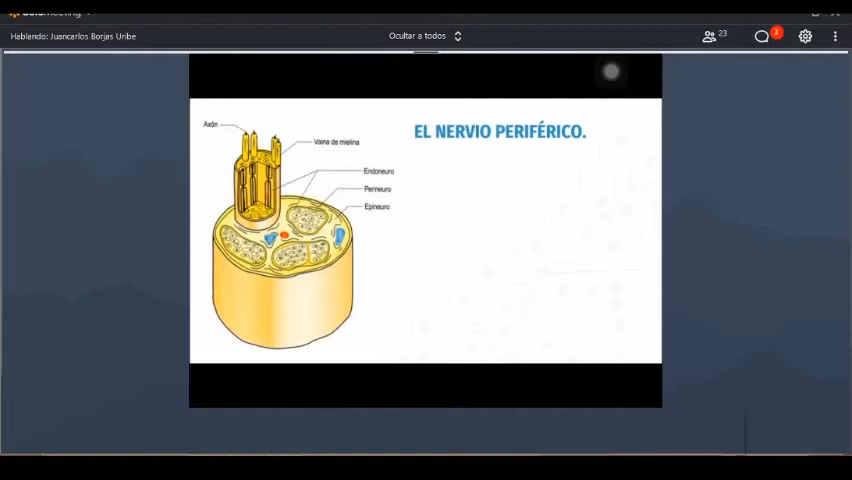 Hablando: Juancarlos Borjas Uribe
Ocultar a todos
23
3
EL NERVIO PERIFÉRICO.
Axón
Vaina de mielina
Endoneuro
Perineuro
Epineuro